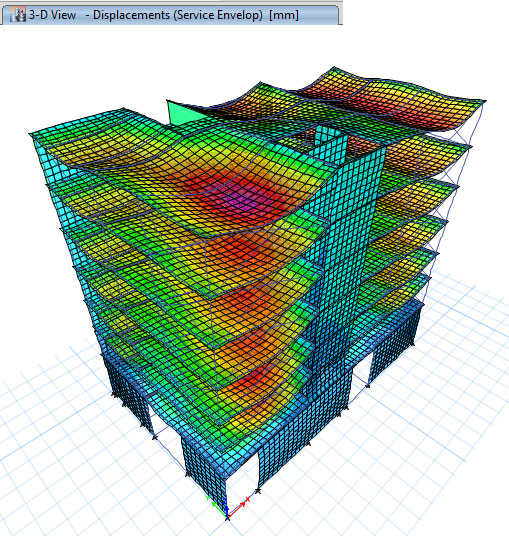 3-D View - Displacements (Service Envelop) [mm]
X